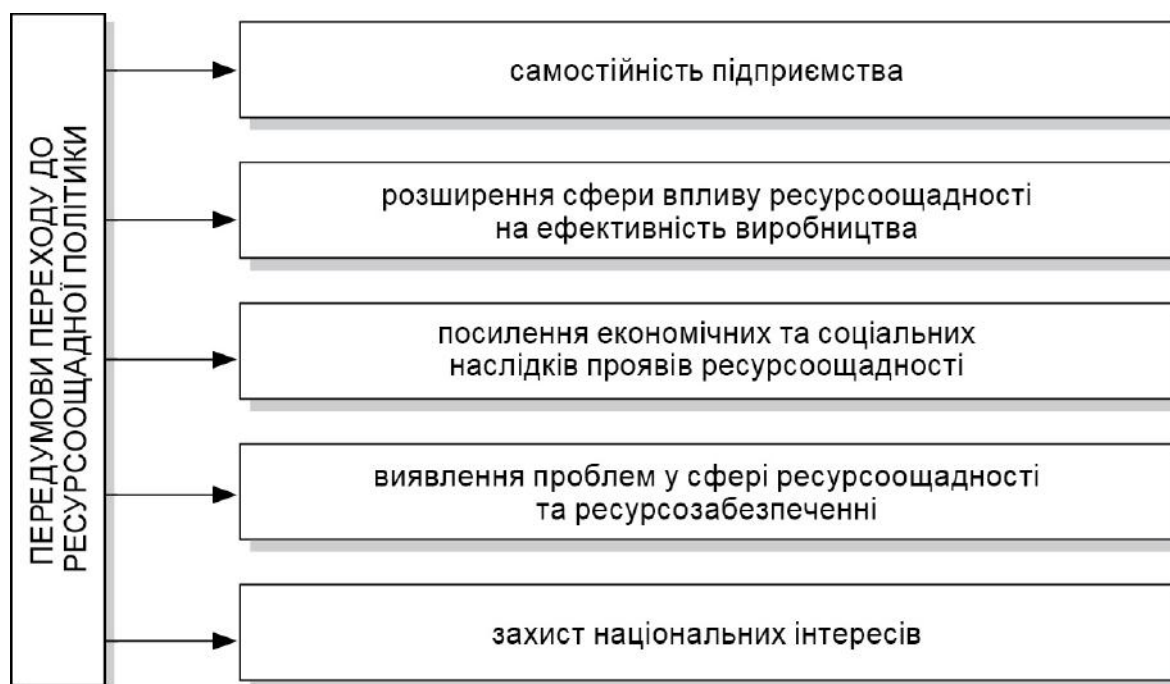 ПЕРЕДУМОВИ ПЕРЕХОДУ ДО
РЕСУРСООЩАДНОЇ ПОЛІТИКИ
самостійність підприємства
розширення сфери впливу ресурсоощадності
на ефективність виробництва
посилення економічних та соціальних
наслідків проявів ресурсоощадності
виявлення проблем у сфері ресурсоощадності
та ресурсозабезпеченні
захист національних інтересів